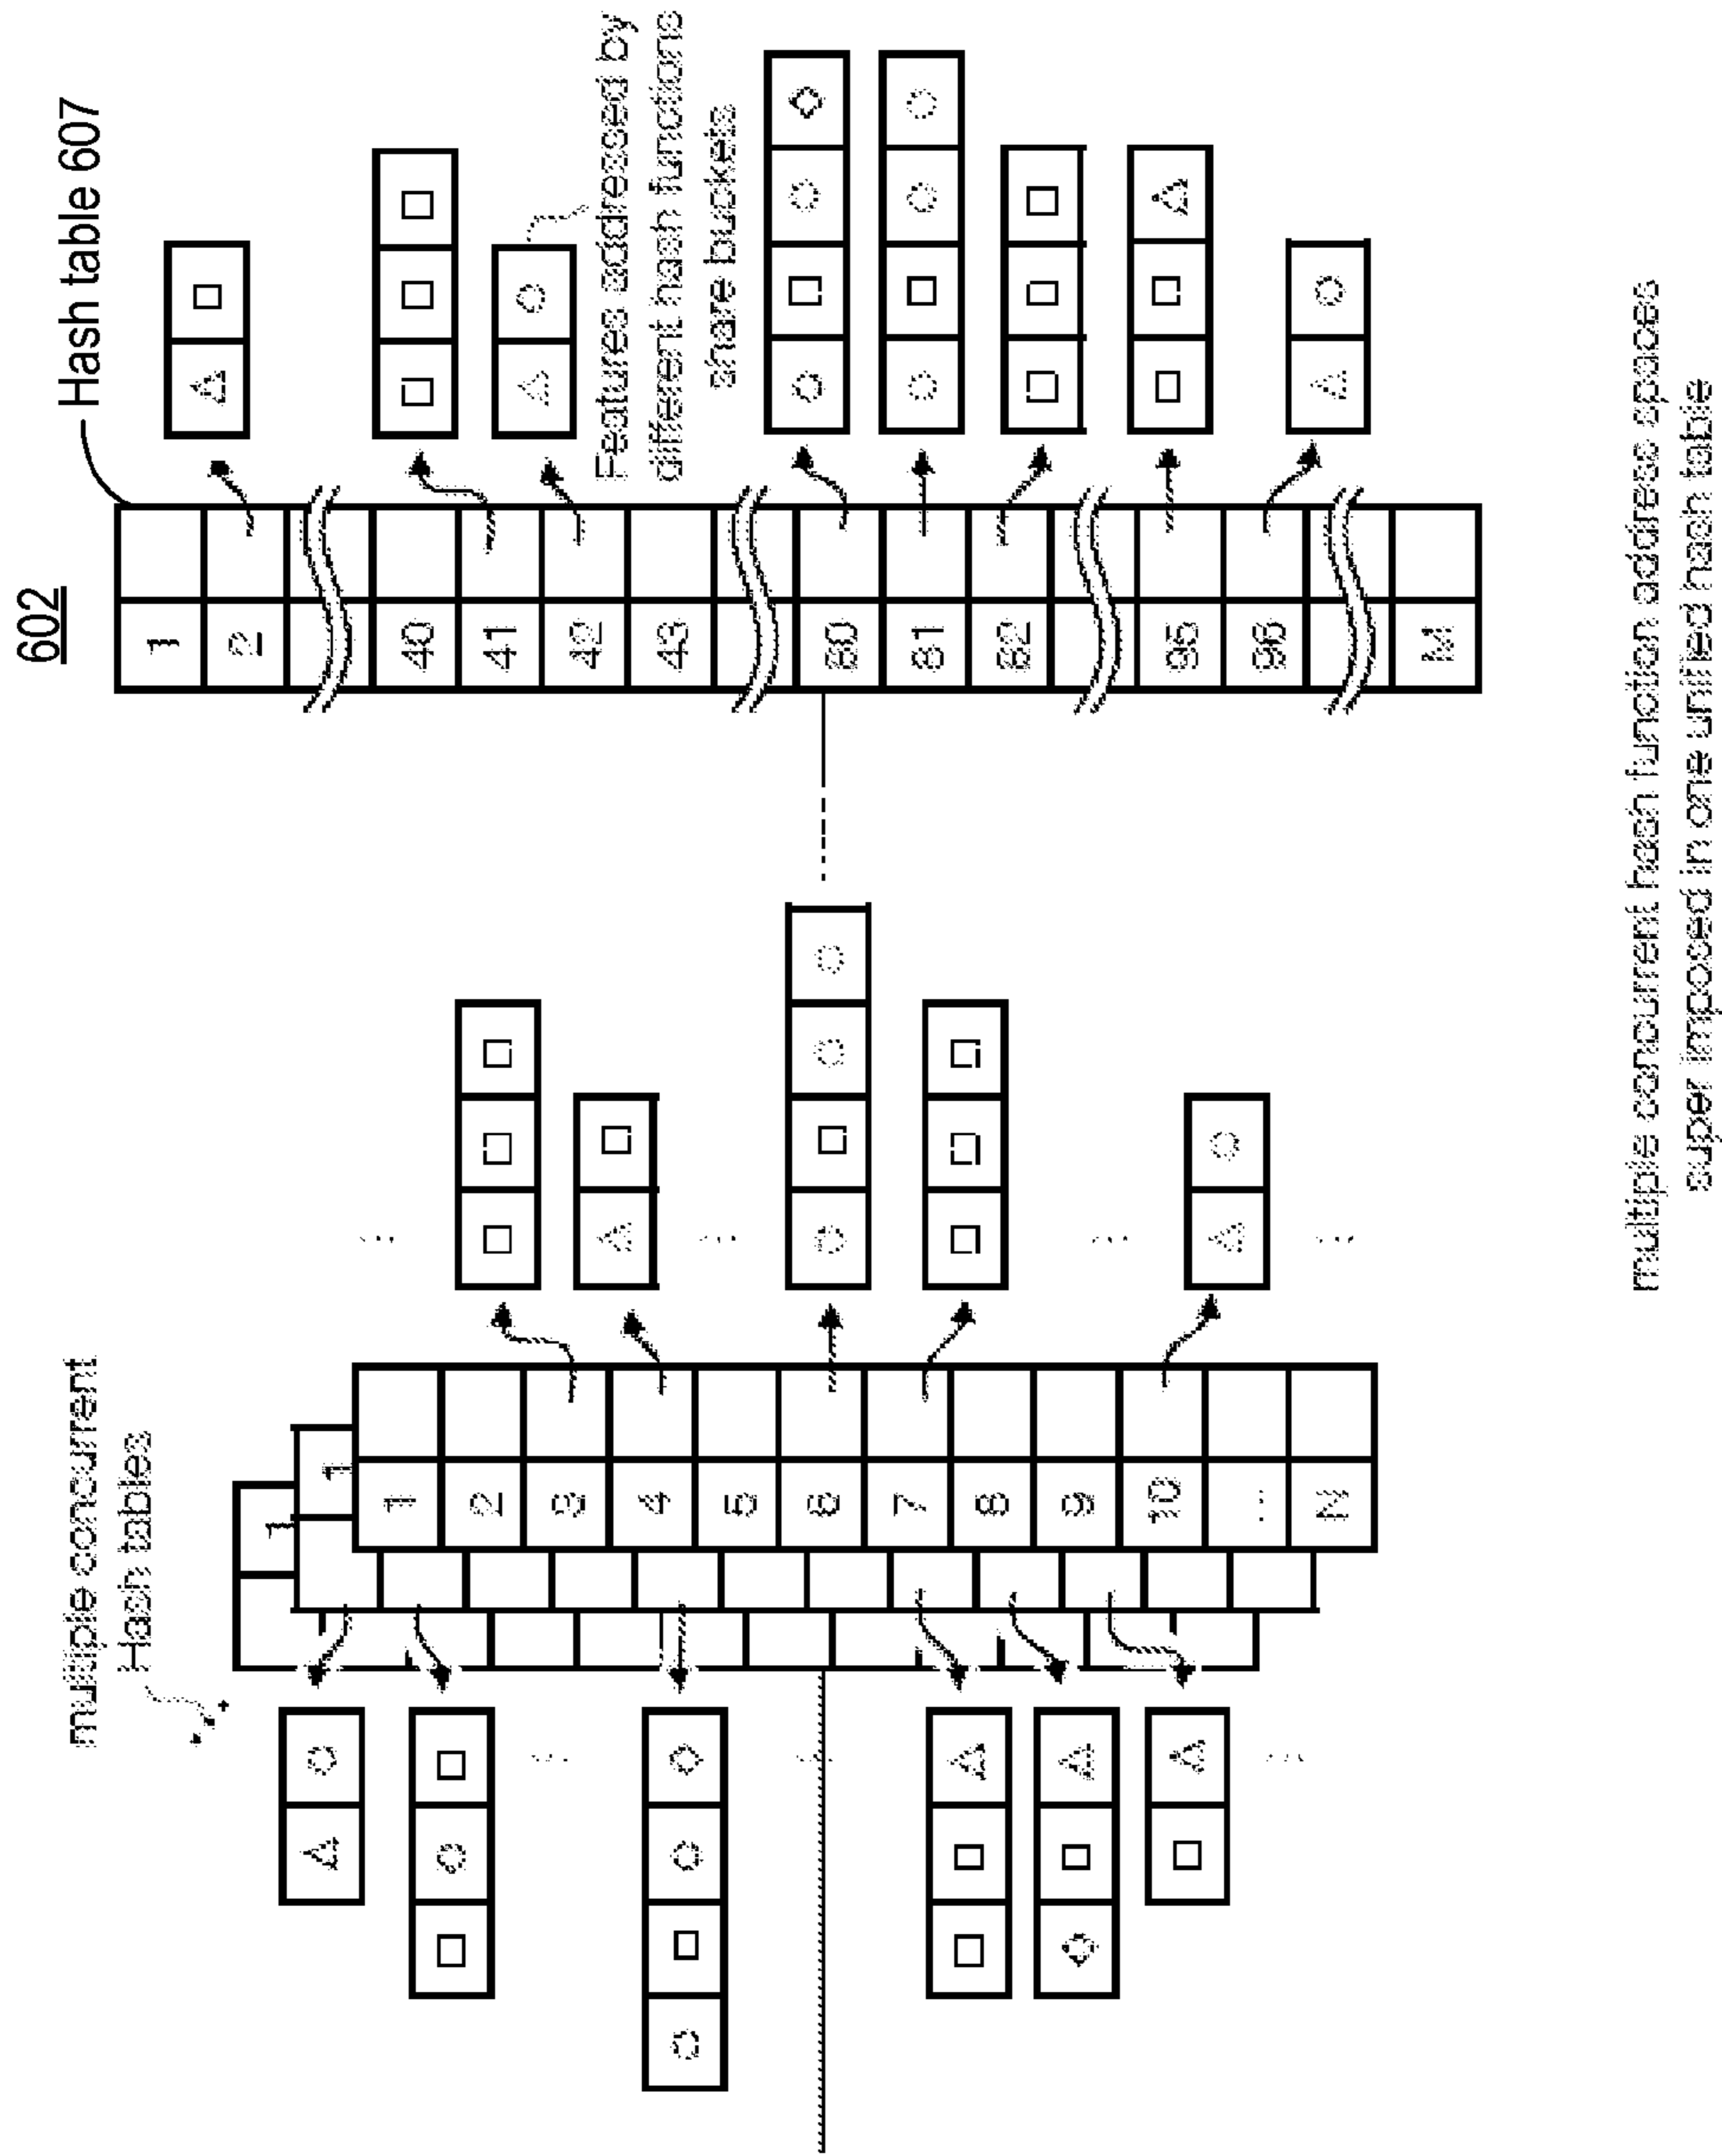 602
Hash table 607
multiple concurrent
Hash tables
1
1
1
2
3
4
5
6
7
8
9
10
...
N
1
2
40
41
42
43
80
81
82
95
96
M
Features addressed by
different hash functions
share buckets
multiple concurrent hash function address spaces
super imposed in one unified hash table